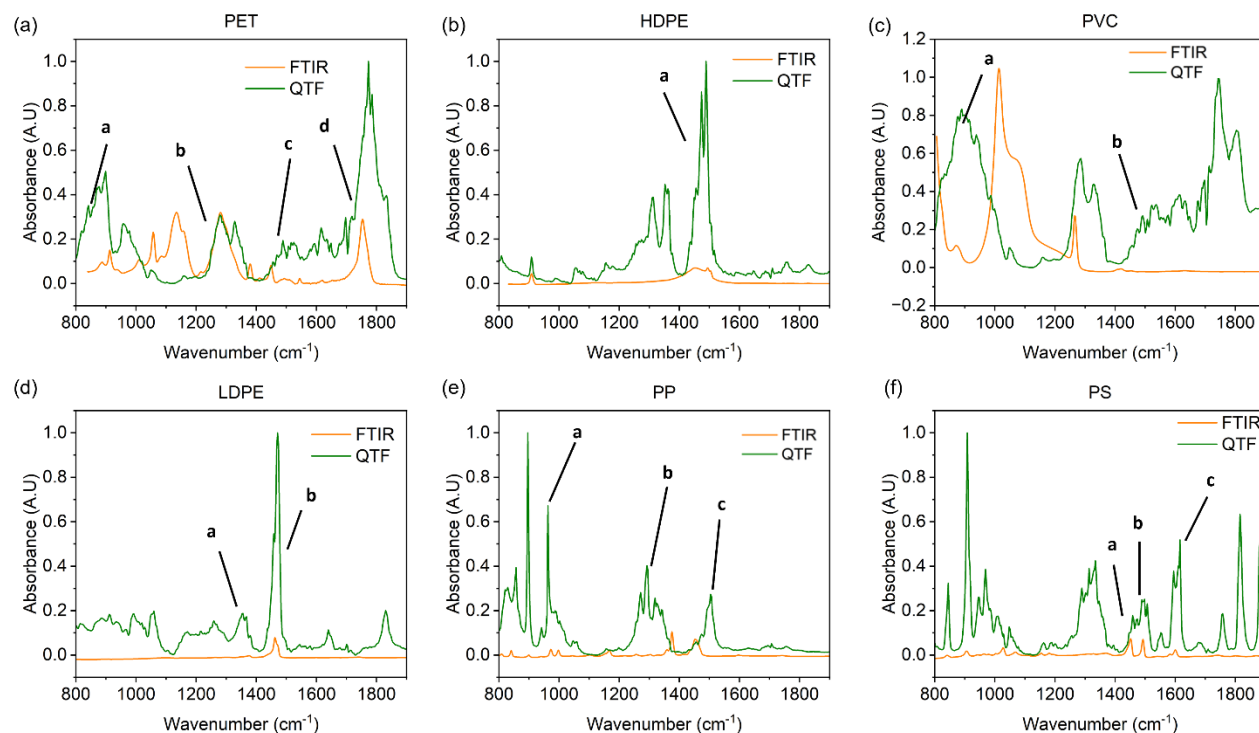 (a) PET
FTIR
QTF
a
b
c
d
1.0
0.8
0.6
0.4
0.2
0.0
Absorbance (A.U)
800 1000 1200 1400 1600 1800
Wavenumber (cm-1)
(b) HDPE
FTIR
QTF
a
1.0
0.8
0.6
0.4
0.2
0.0
Absorbance (A.U)
800 1000 1200 1400 1600 1800
Wavenumber (cm-1)
(c) PVC
FTIR
QTF
a
b
1.2
1.0
0.8
0.6
0.4
0.2
0.0
−0.2
Absorbance (A.U)
800 1000 1200 1400 1600 1800
Wavenumber (cm-1)
(d) LDPE
FTIR
QTF
a
b
1.0
0.8
0.6
0.4
0.2
0.0
Absorbance (A.U)
800 1000 1200 1400 1600 1800
Wavenumber (cm-1)
(e) PP
FTIR
QTF
a
b
c
1.0
0.8
0.6
0.4
0.2
0.0
Absorbance (A.U)
800 1000 1200 1400 1600 1800
Wavenumber (cm-1)
(f) PS
FTIR
QTF
a
b
c
1.0
0.8
0.6
0.4
0.2
0.0
Absorbance (A.U)
800 1000 1200 1400 1600 1800
Wavenumber (cm-1)